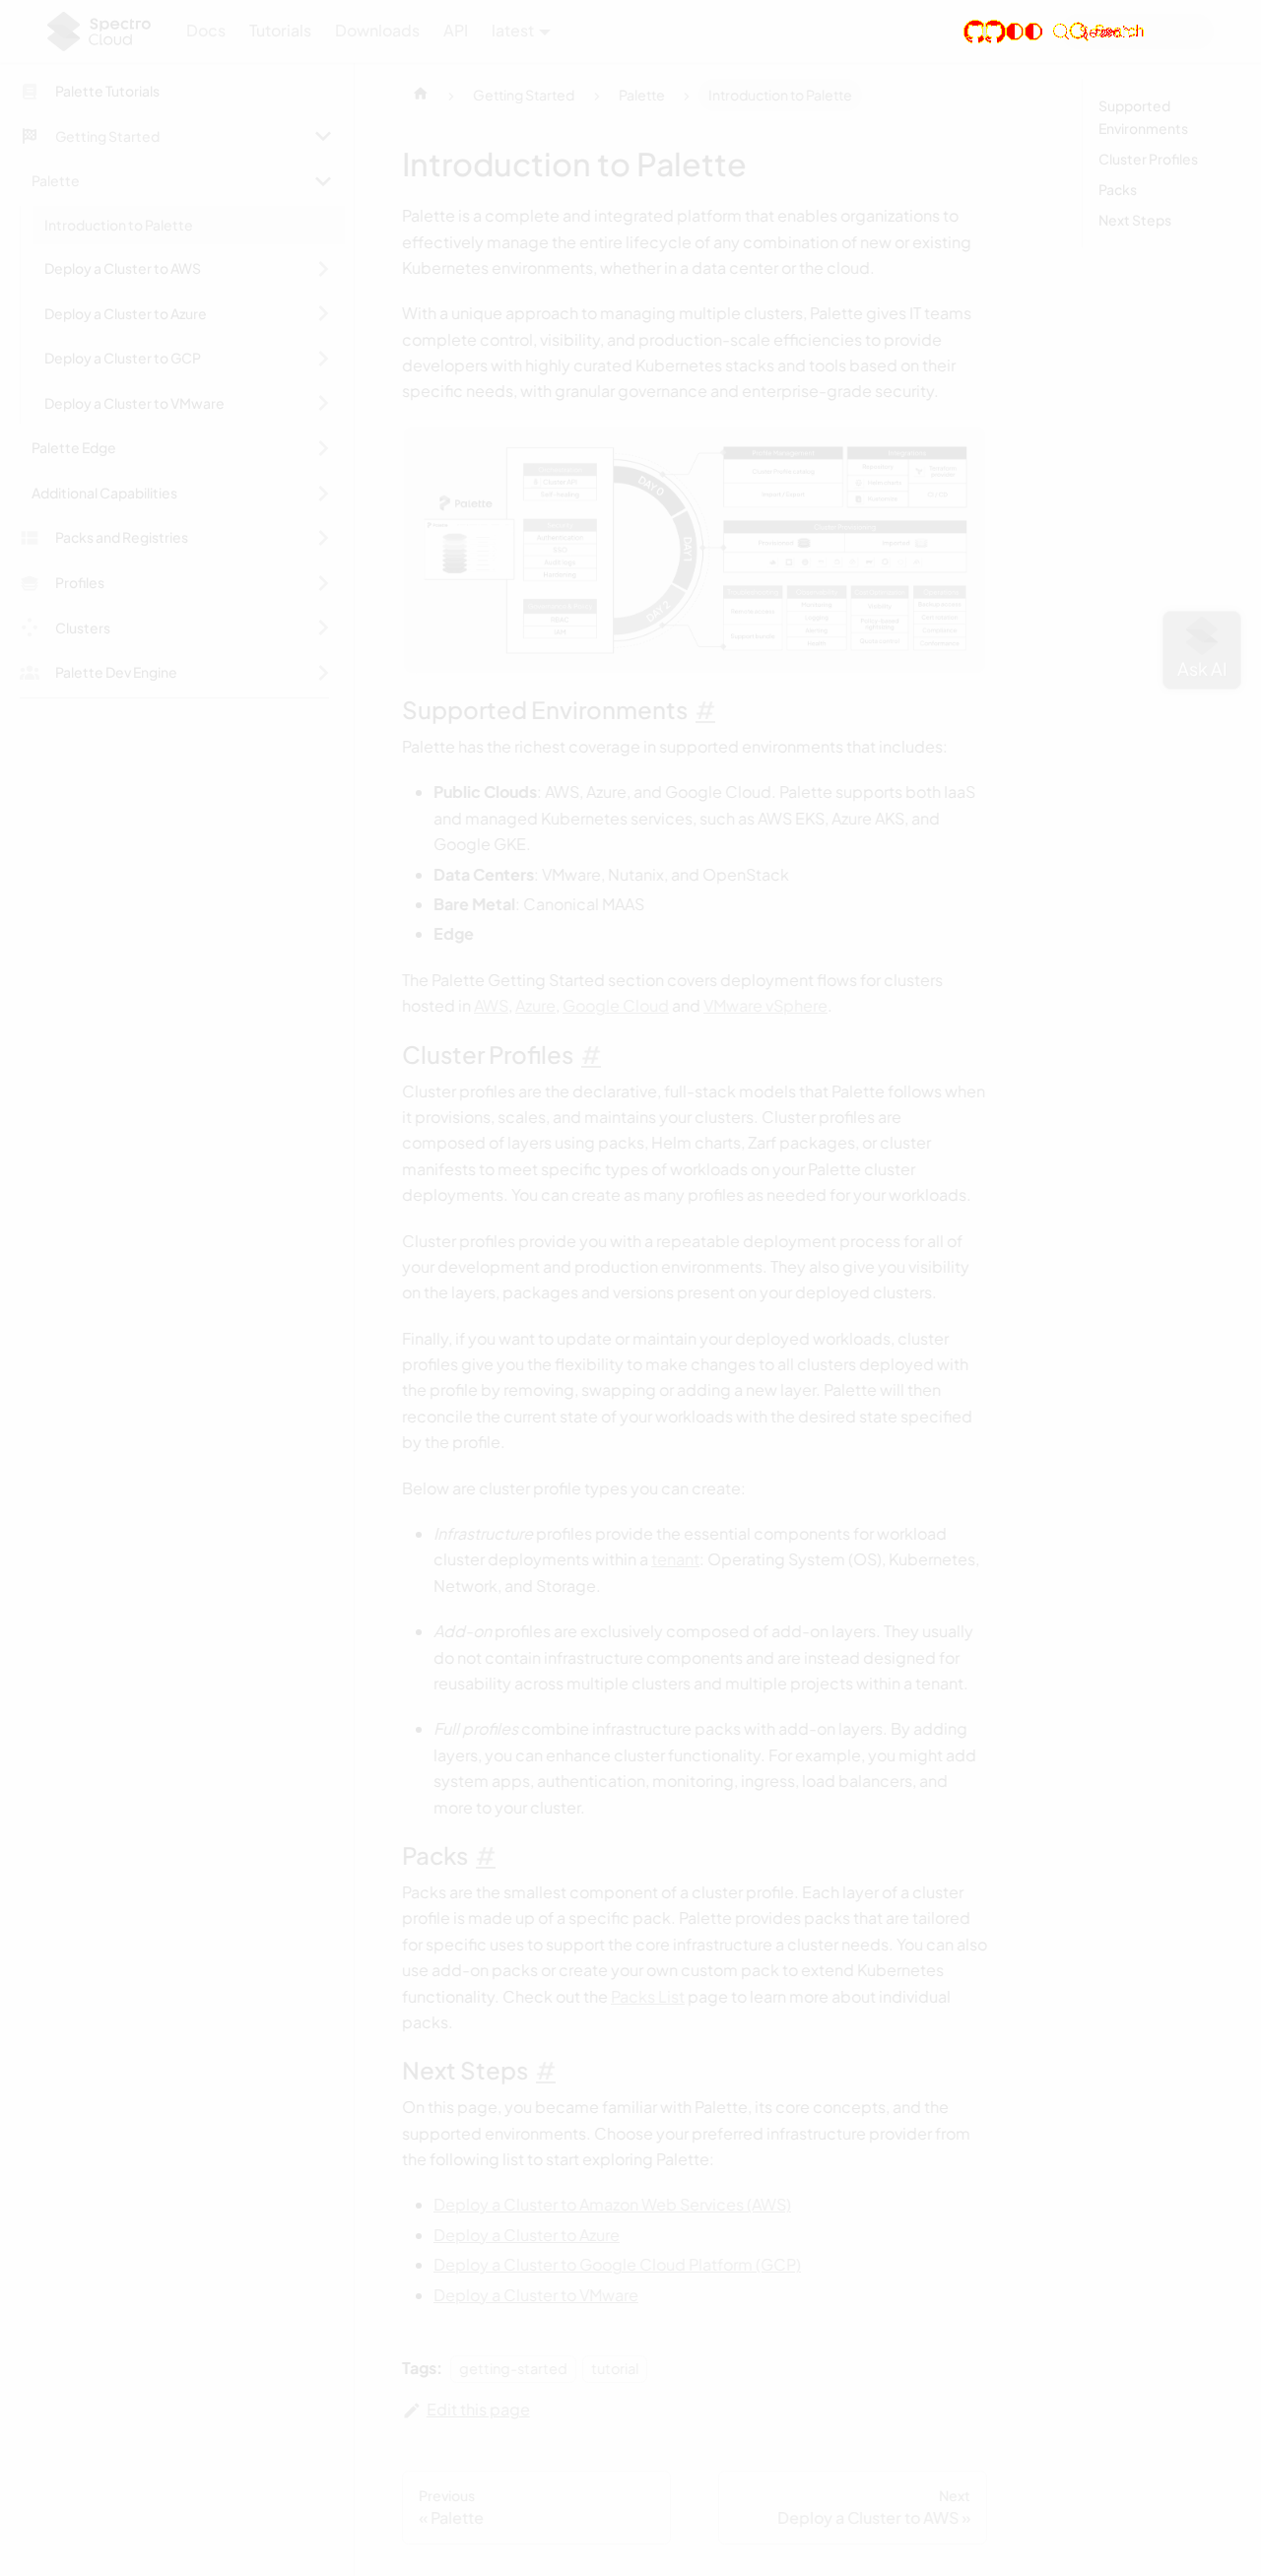 Spectro Cloud
Docs Tutorials Downloads API latest
Palette Tutorials
Getting Started
Palette
Introduction to Palette
Deploy a Cluster to AWS
Deploy a Cluster to Azure
Deploy a Cluster to GCP
Deploy a Cluster to VMware
Palette Edge
Additional Capabilities
Packs and Registries
Profiles
Clusters
Palette Dev Engine
Getting Started › Palette › Introduction to Palette
Introduction to Palette
Palette is a complete and integrated platform that enables organizations to
effectively manage the entire lifecycle of any combination of new or existing
Kubernetes environments, whether in a data center or the cloud.
With a unique approach to managing multiple clusters, Palette gives IT teams
complete control, visibility, and production-scale efficiencies to provide
developers with highly curated Kubernetes stacks and tools based on their
specific needs, with granular governance and enterprise-grade security.
Palette
Cluster API
Authentication
Audit logs
Monitoring
RBAC
API
DAY 0
DAY 1
DAY 2
Supported Environments #
Palette has the richest coverage in supported environments that includes:
Public Clouds: AWS, Azure, and Google Cloud. Palette supports both IaaS
and managed Kubernetes services, such as AWS EKS, Azure AKS, and
Google GKE.
Data Centers: VMware, Nutanix, and OpenStack
Bare Metal: Canonical MAAS
Edge
The Palette Getting Started section covers deployment flows for clusters
hosted in AWS, Azure, Google Cloud and VMware vSphere.
Cluster Profiles #
Cluster profiles are the declarative, full-stack models that Palette follows when
it provisions, scales, and maintains your clusters. Cluster profiles are
composed of layers using packs, Helm charts, Zarf packages, or cluster
manifests to meet specific types of workloads on your Palette cluster
deployments. You can create as many profiles as needed for your workloads.
Cluster profiles provide you with a repeatable deployment process for all of
your development and production environments. They also give you visibility
on the layers, packages and versions present on your deployed clusters.
Finally, if you want to update or maintain your deployed workloads, cluster
profiles give you the flexibility to make changes to all clusters deployed with
the profile by removing, swapping or adding a new layer. Palette will then
reconcile the current state of your workloads with the desired state specified
by the profile.
Below are cluster profile types you can create:
Infrastructure profiles provide the essential components for workload
cluster deployments within a tenant: Operating System (OS), Kubernetes,
Network, and Storage.
Add-on profiles are exclusively composed of add-on layers. They usually
do not contain infrastructure components and are instead designed for
reusability across multiple clusters and multiple projects within a tenant.
Full profiles combine infrastructure packs with add-on layers. By adding
layers, you can enhance cluster functionality. For example, you might add
system apps, authentication, monitoring, ingress, load balancers, and
more to your cluster.
Packs #
Packs are the smallest component of a cluster profile. Each layer of a cluster
profile is made up of a specific pack. Palette provides packs that are tailored
for specific uses to support the core infrastructure a cluster needs. You can also
use add-on packs or create your own custom pack to extend Kubernetes
functionality. Check out the Packs List page to learn more about individual
packs.
Next Steps #
On this page, you became familiar with Palette, its core concepts, and the
supported environments. Choose your preferred infrastructure provider from
the following list to start exploring Palette:
Deploy a Cluster to Amazon Web Services (AWS)
Deploy a Cluster to Azure
Deploy a Cluster to Google Cloud Platform (GCP)
Deploy a Cluster to VMware
Tags: getting-started tutorial
Edit this page
Previous
« Palette
Next
Deploy a Cluster to AWS »
Supported
Environments
Cluster Profiles
Packs
Next Steps
Ask AI